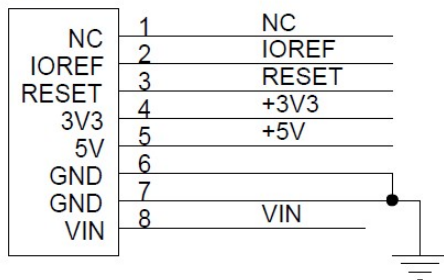 NC 1 NC
IOREF 2 IOREF
RESET 3 RESET
3V3 4 +3V3
5V 5 +5V
GND 6
GND 7
VIN 8 VIN